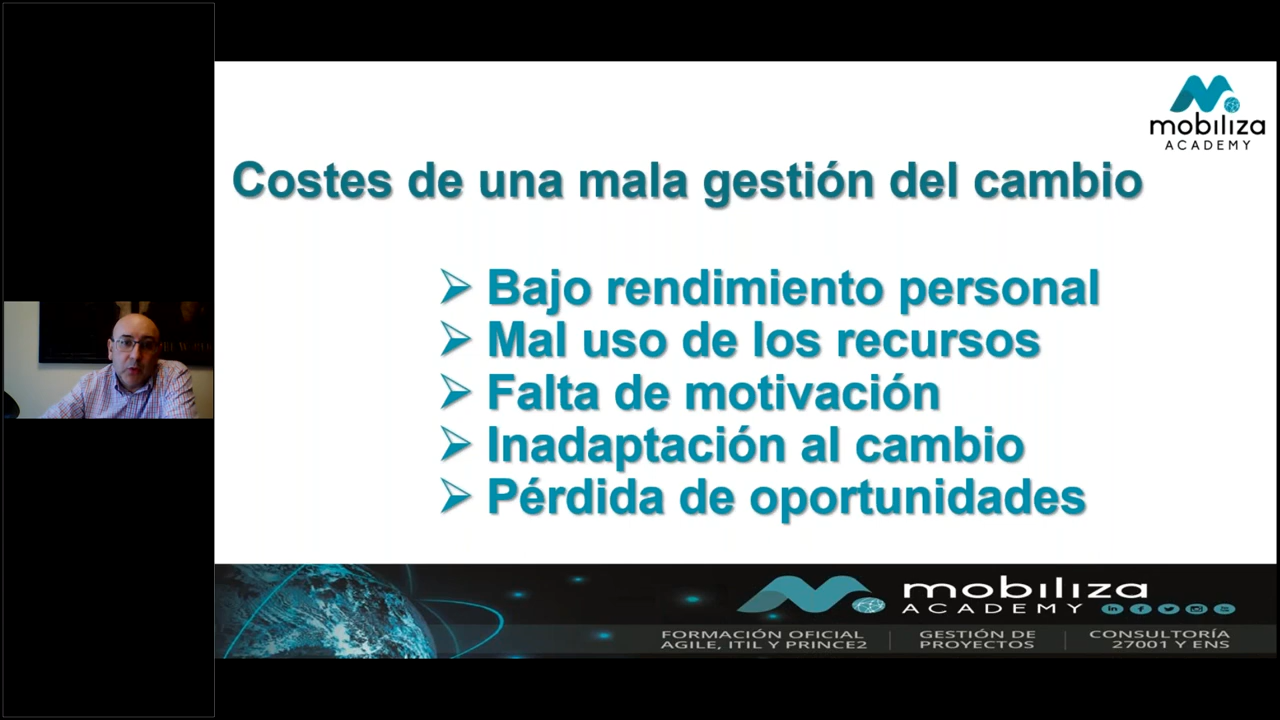 mobiliza
ACADEMY
Costes de una mala gestión del cambio
Bajo rendimiento personal
Mal uso de los recursos
Falta de motivación
Inadaptación al cambio
Pérdida de oportunidades
mobiliza
ACADEMY
FORMACIÓN OFICIAL
AGILE, ITIL Y PRINCE2
GESTIÓN DE
PROYECTOS
CONSULTORÍA
27001 Y ENS